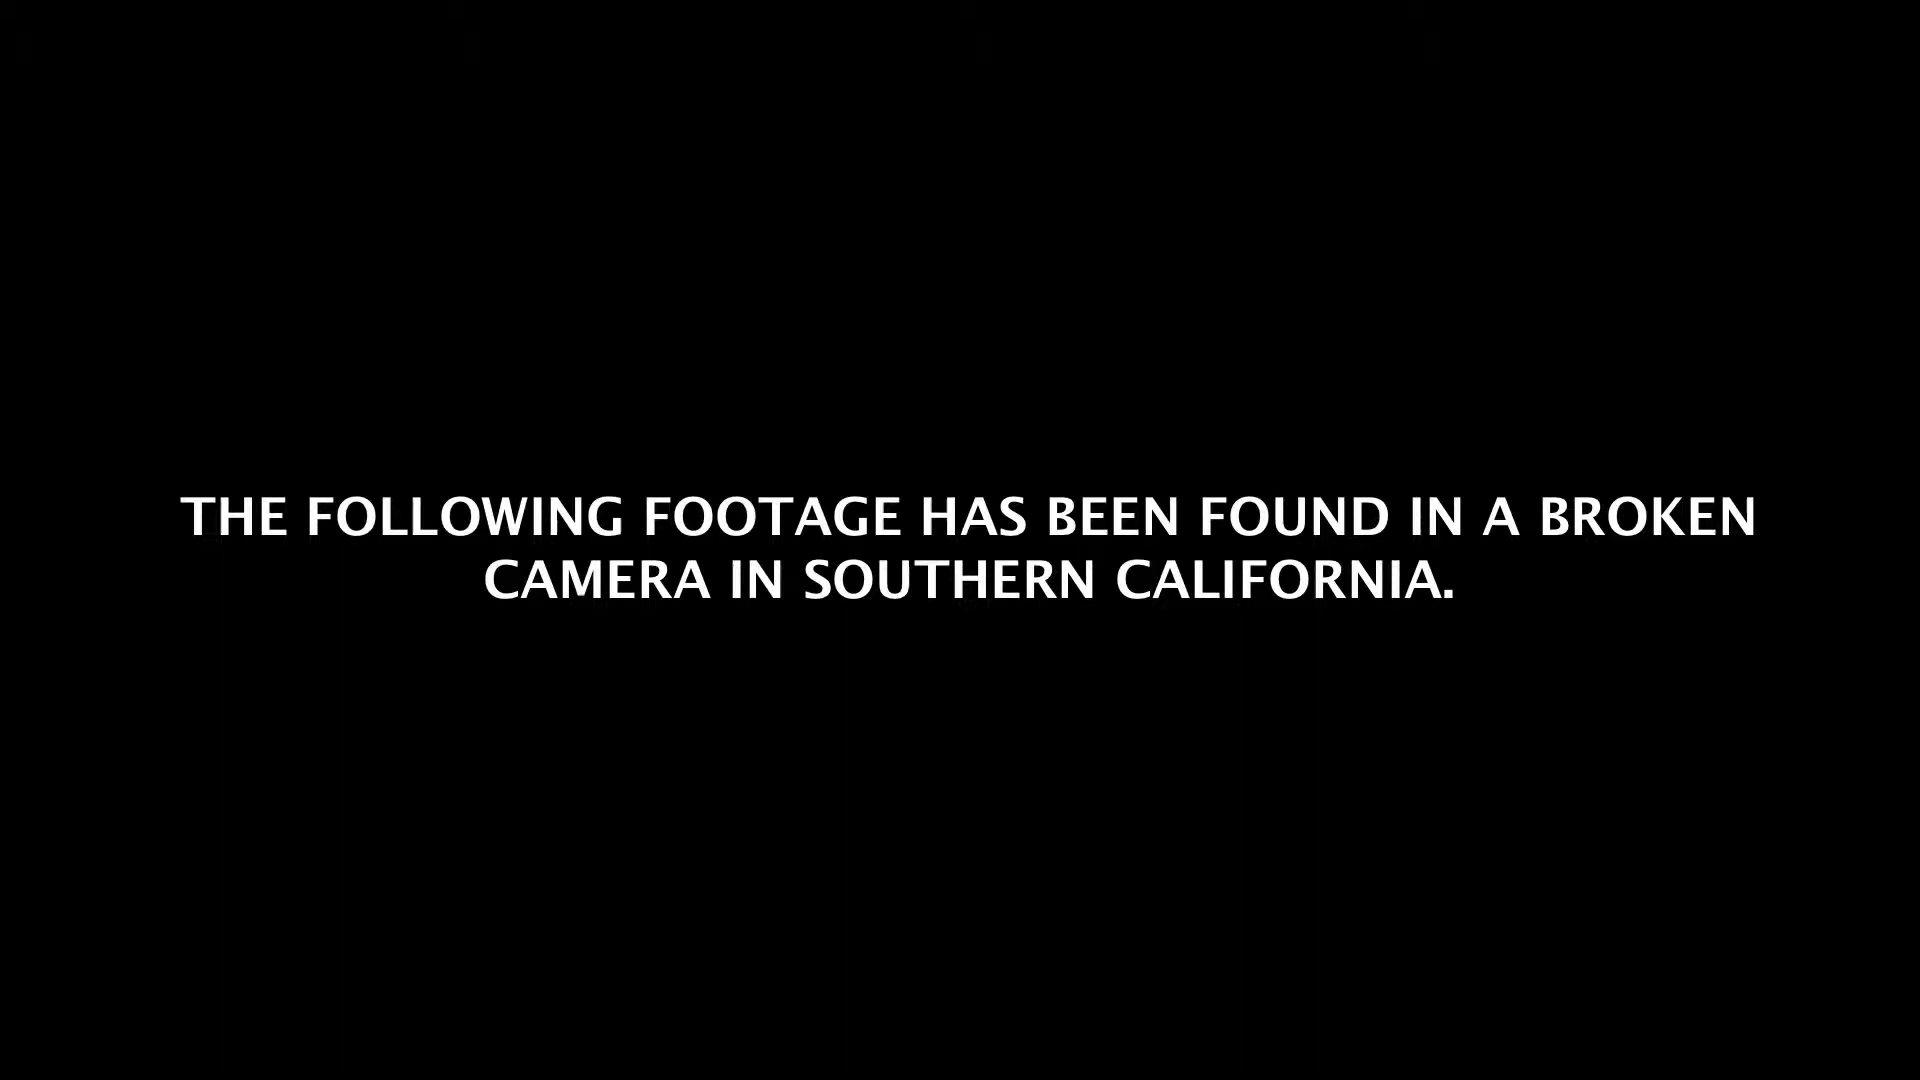 THE FOLLOWING FOOTAGE HAS BEEN FOUND IN A BROKEN
CAMERA IN SOUTHERN CALIFORNIA.